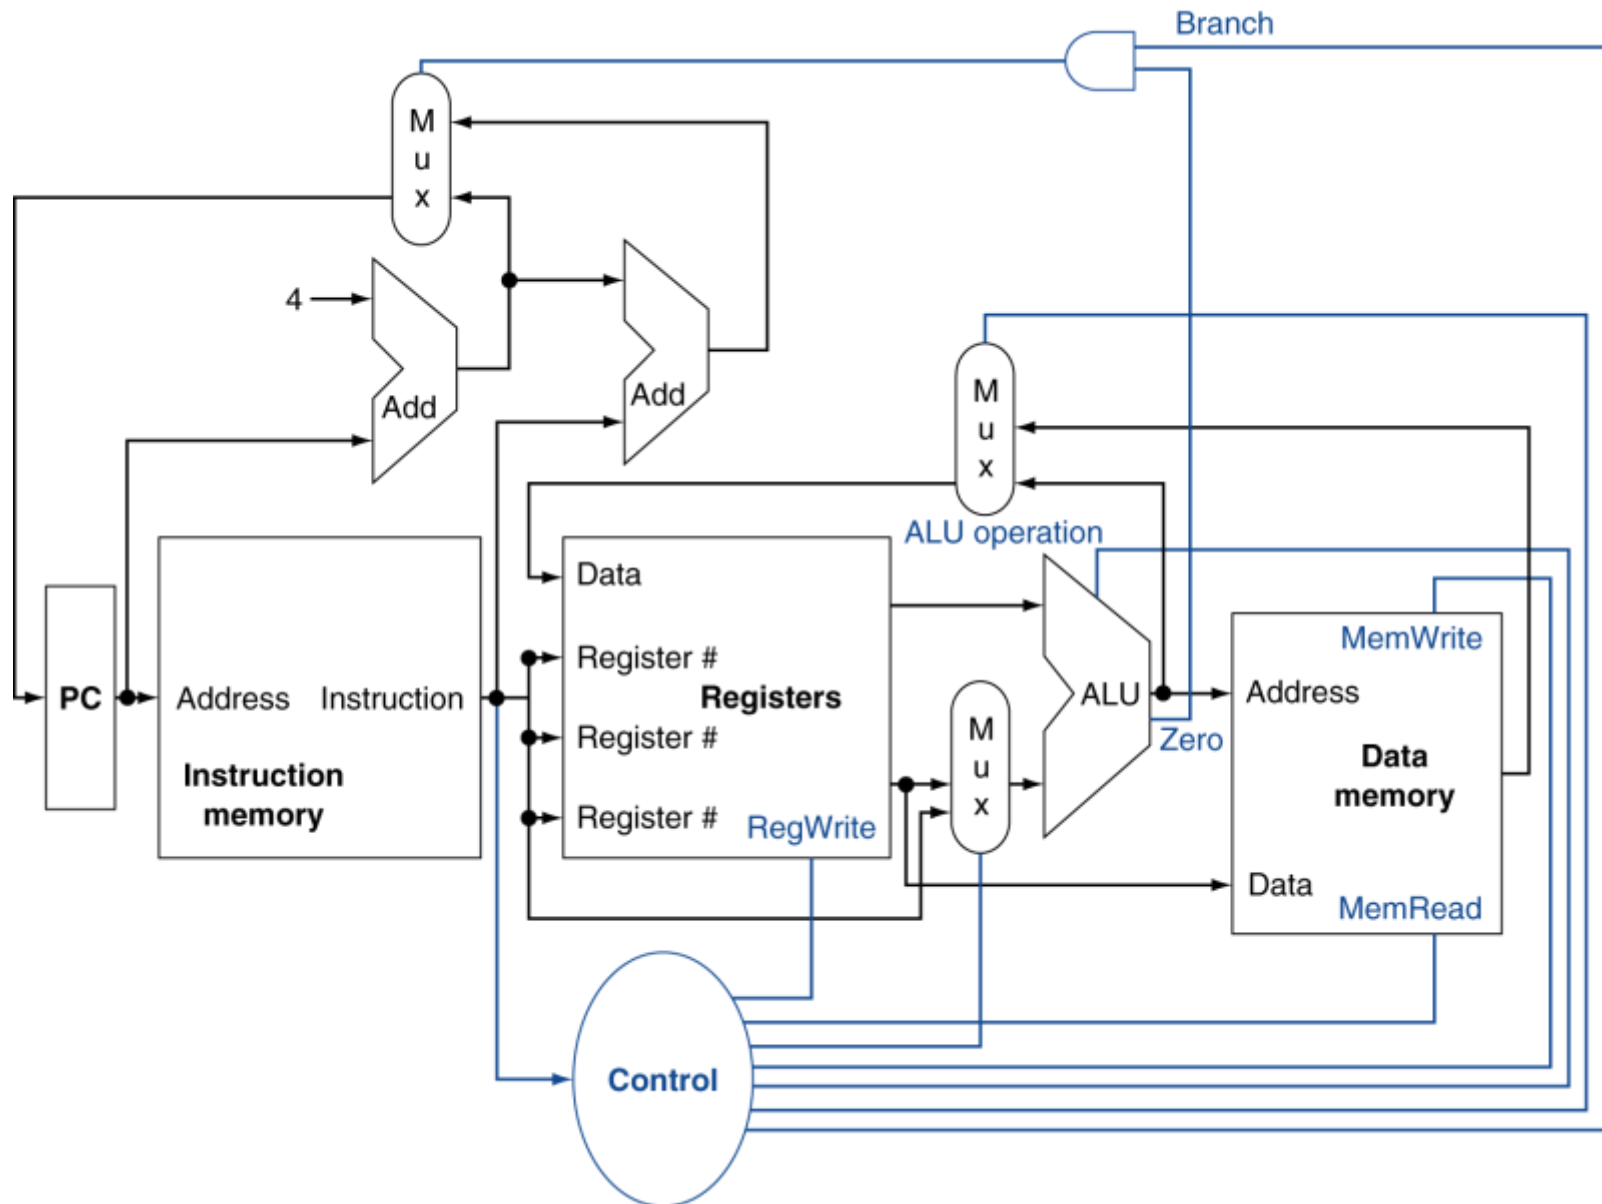 Branch
M
u
x
4
Add
Add
M
u
x
ALU operation
Data
Register #
Register #
Register #
Registers
RegWrite
PC
Address
Instruction
Instruction
memory
M
u
x
ALU
Zero
MemWrite
Address
Data
memory
Data
MemRead
Control